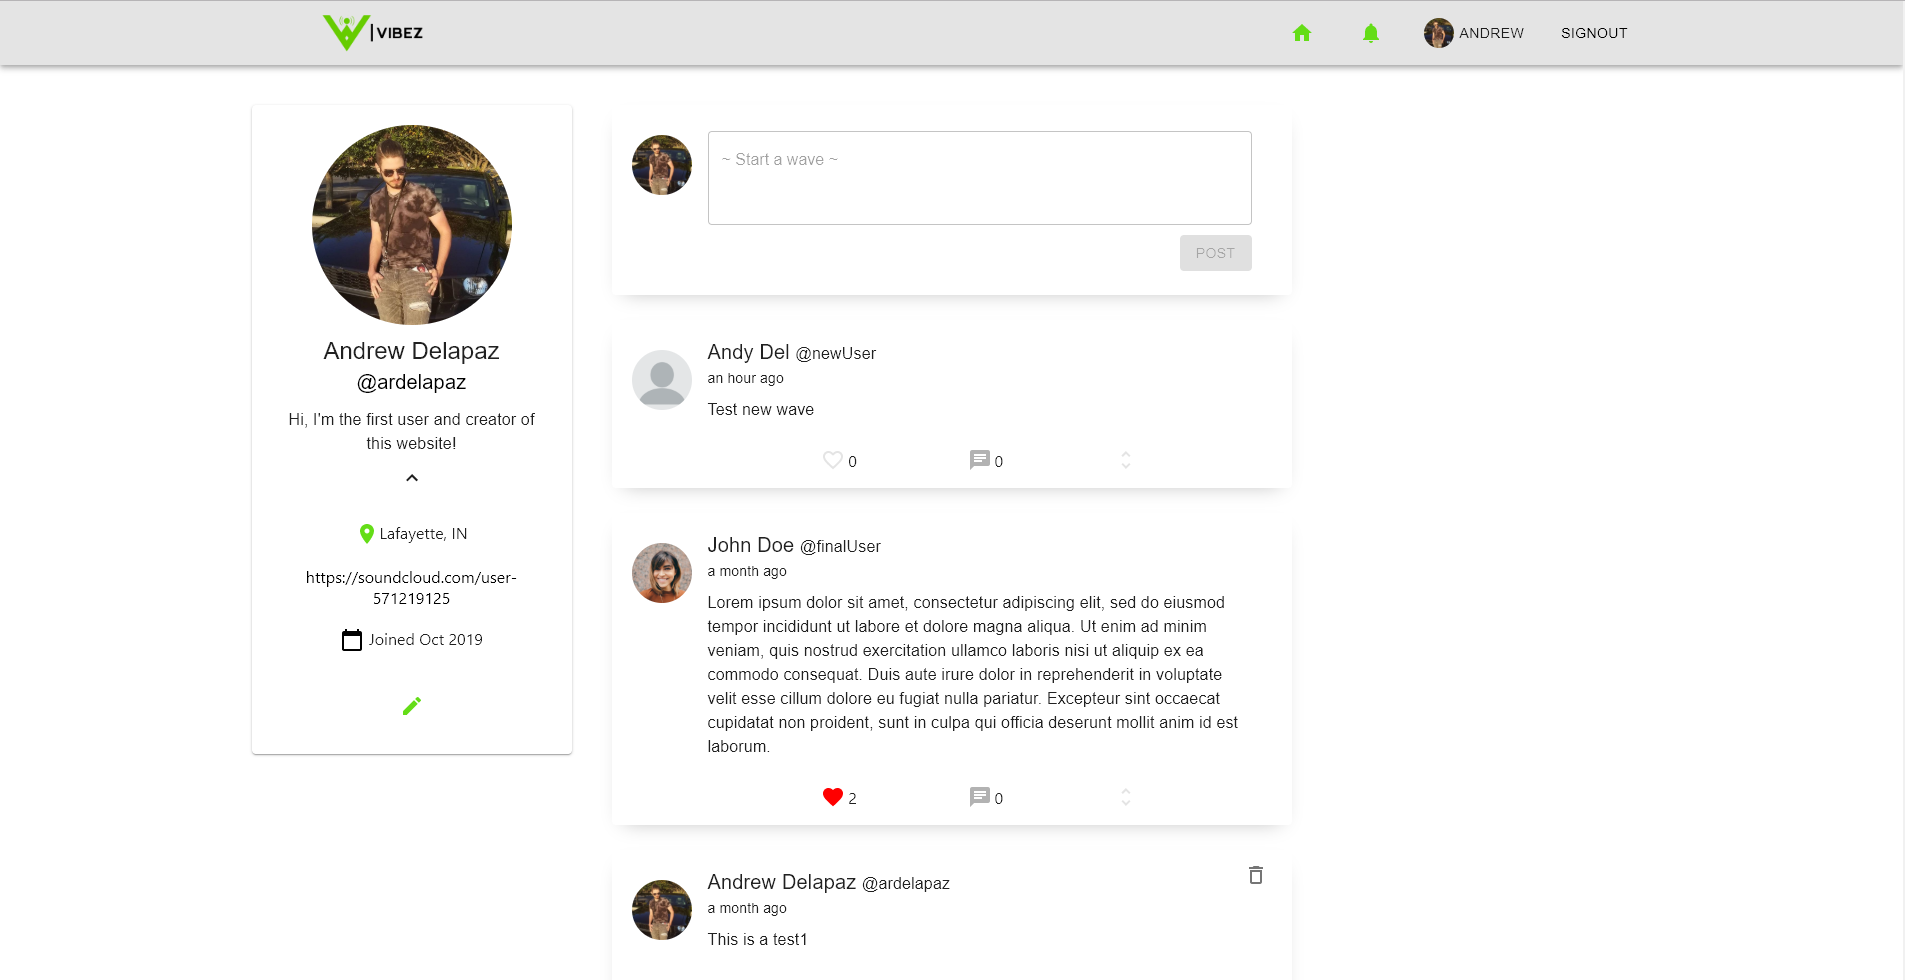 VIBEZ
ANDREW
SIGNOUT
Andrew Delapaz
@ardelapaz
Hi, I'm the first user and creator of
this website!
Lafayette, IN
https://soundcloud.com/user-
571219125
Joined Oct 2019
~ Start a wave ~
POST
Andy Del @newUser
an hour ago
Test new wave
0
0
John Doe @finalUser
a month ago
Lorem ipsum dolor sit amet, consectetur adipiscing elit, sed do eiusmod
tempor incididunt ut labore et dolore magna aliqua. Ut enim ad minim
veniam, quis nostrud exercitation ullamco laboris nisi ut aliquip ex ea
commodo consequat. Duis aute irure dolor in reprehenderit in voluptate
velit esse cillum dolore eu fugiat nulla pariatur. Excepteur sint occaecat
cupidatat non proident, sunt in culpa qui officia deserunt mollit anim id est
laborum.
2
0
Andrew Delapaz @ardelapaz
a month ago
This is a test1